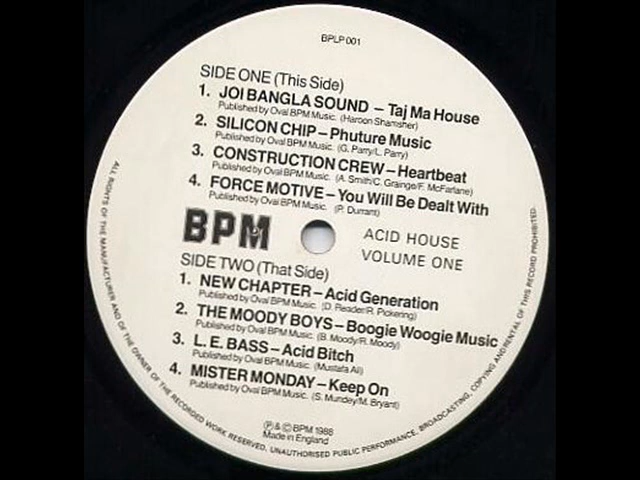 BPLP 001
SIDE ONE (This Side)
1. JOI BANGLA SOUND – Taj Ma House
Published by Oval BPM Music. (Haroon Shamsher)
2. SILICON CHIP – Phuture Music
Published by Oval BPM Music. (G. Parry/L. Parry)
3. CONSTRUCTION CREW – Heartbeat
Published by Oval BPM Music. (A. Smith/C. Grainge/F. McFarlane)
4. FORCE MOTIVE – You Will Be Dealt With
Published by Oval BPM Music. (P. Durrant)
BPM
ACID HOUSE
VOLUME ONE
SIDE TWO (That Side)
1. NEW CHAPTER – Acid Generation
Published by Oval BPM Music. (D. Reader/R. Pickering)
2. THE MOODY BOYS – Boogie Woogie Music
Published by Oval BPM Music. (B. Moody/R. Moody)
3. L.E. BASS – Acid Bitch
Published by Oval BPM Music. (Mustafa Ali)
4. MISTER MONDAY – Keep On
Published by Oval BPM Music. (S. Mundey/M. Bryant)
Ⓟ & © BPM 1988
Made in England
ALL RIGHTS OF THE MANUFACTURER AND OF THE OWNER OF THE RECORDED WORK RESERVED. UNAUTHORISED PUBLIC PERFORMANCE, BROADCASTING, COPYING AND RENTAL OF THIS RECORD PROHIBITED.